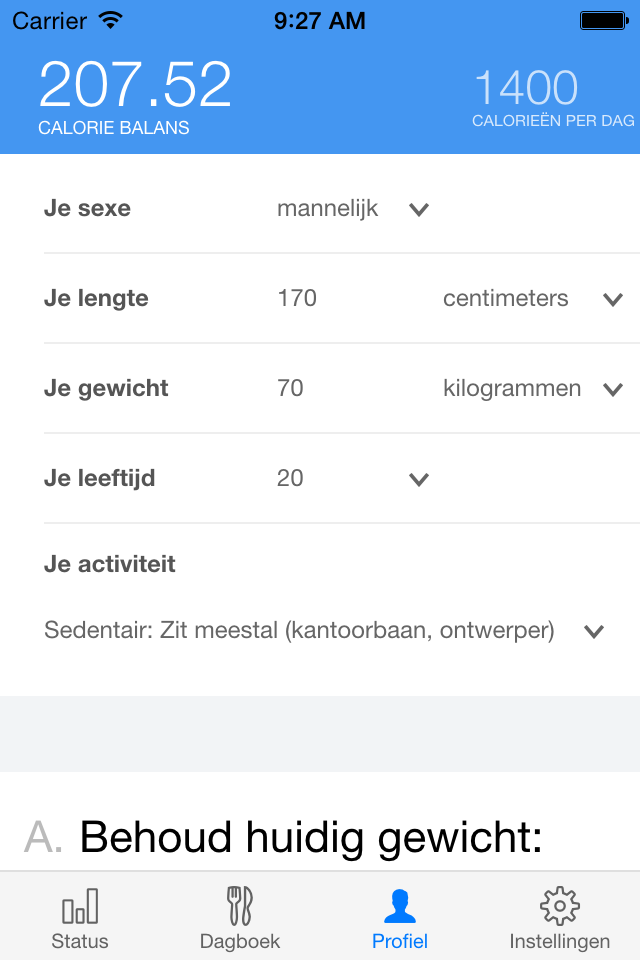 Carrier 9:27 AM
207.52 1400
CALORIE BALANS CALORIEËN PER DAG
Je sexe mannelijk
Je lengte 170 centimeters
Je gewicht 70 kilogrammen
Je leeftijd 20
Je activiteit
Sedentair: Zit meestal (kantoorbaan, ontwerper)
A. Behoud huidig gewicht:
Status Dagboek Profiel Instellingen